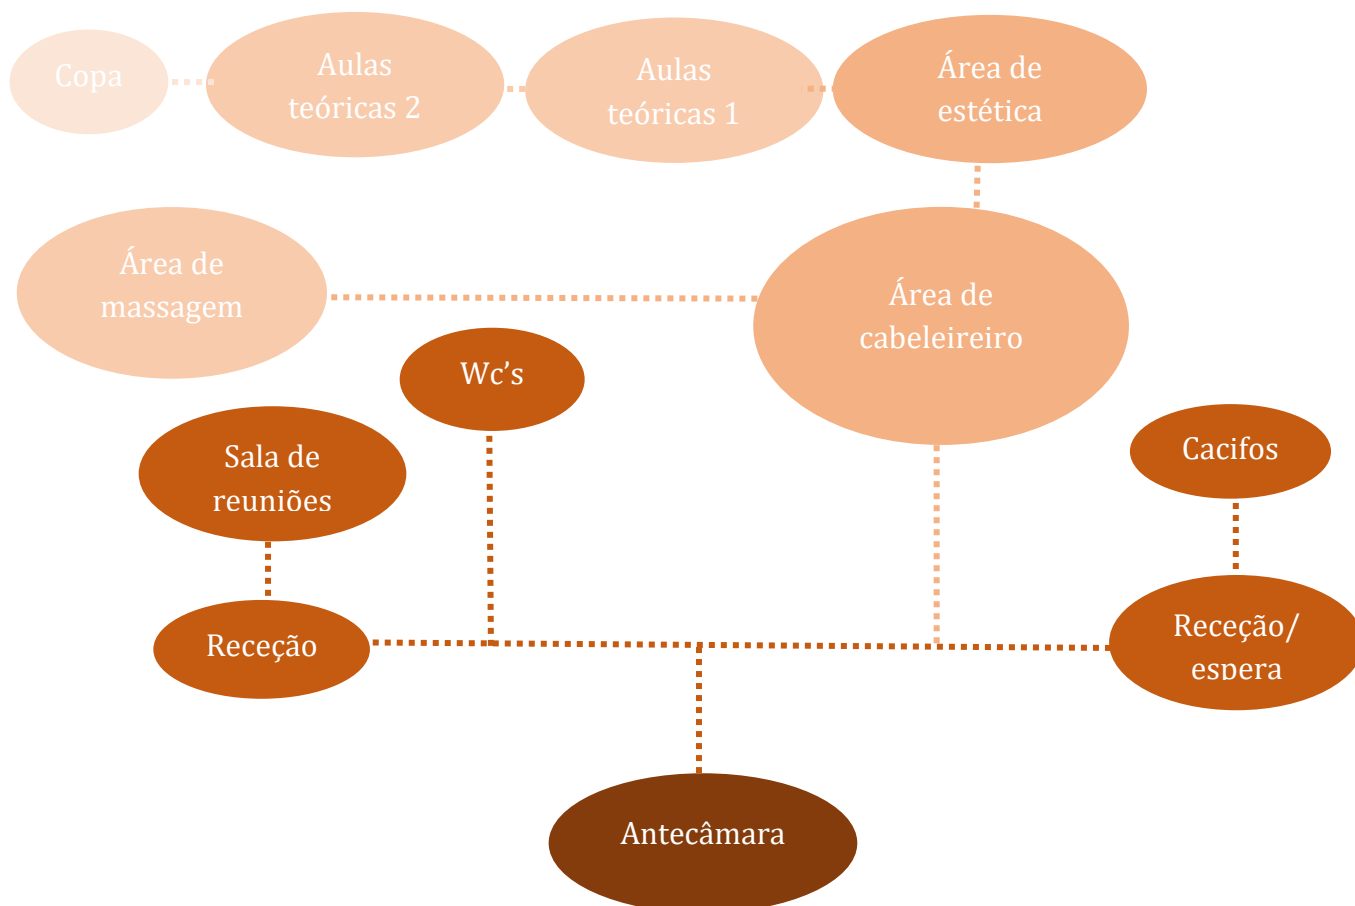 Copa
Aulas
teóricas 2
Aulas
teóricas 1
Área de
estética
Área de
massagem
Área de
cabeleireiro
Wc’s
Sala de
reuniões
Cacifos
Receção
Receção/
espera
Antecâmara